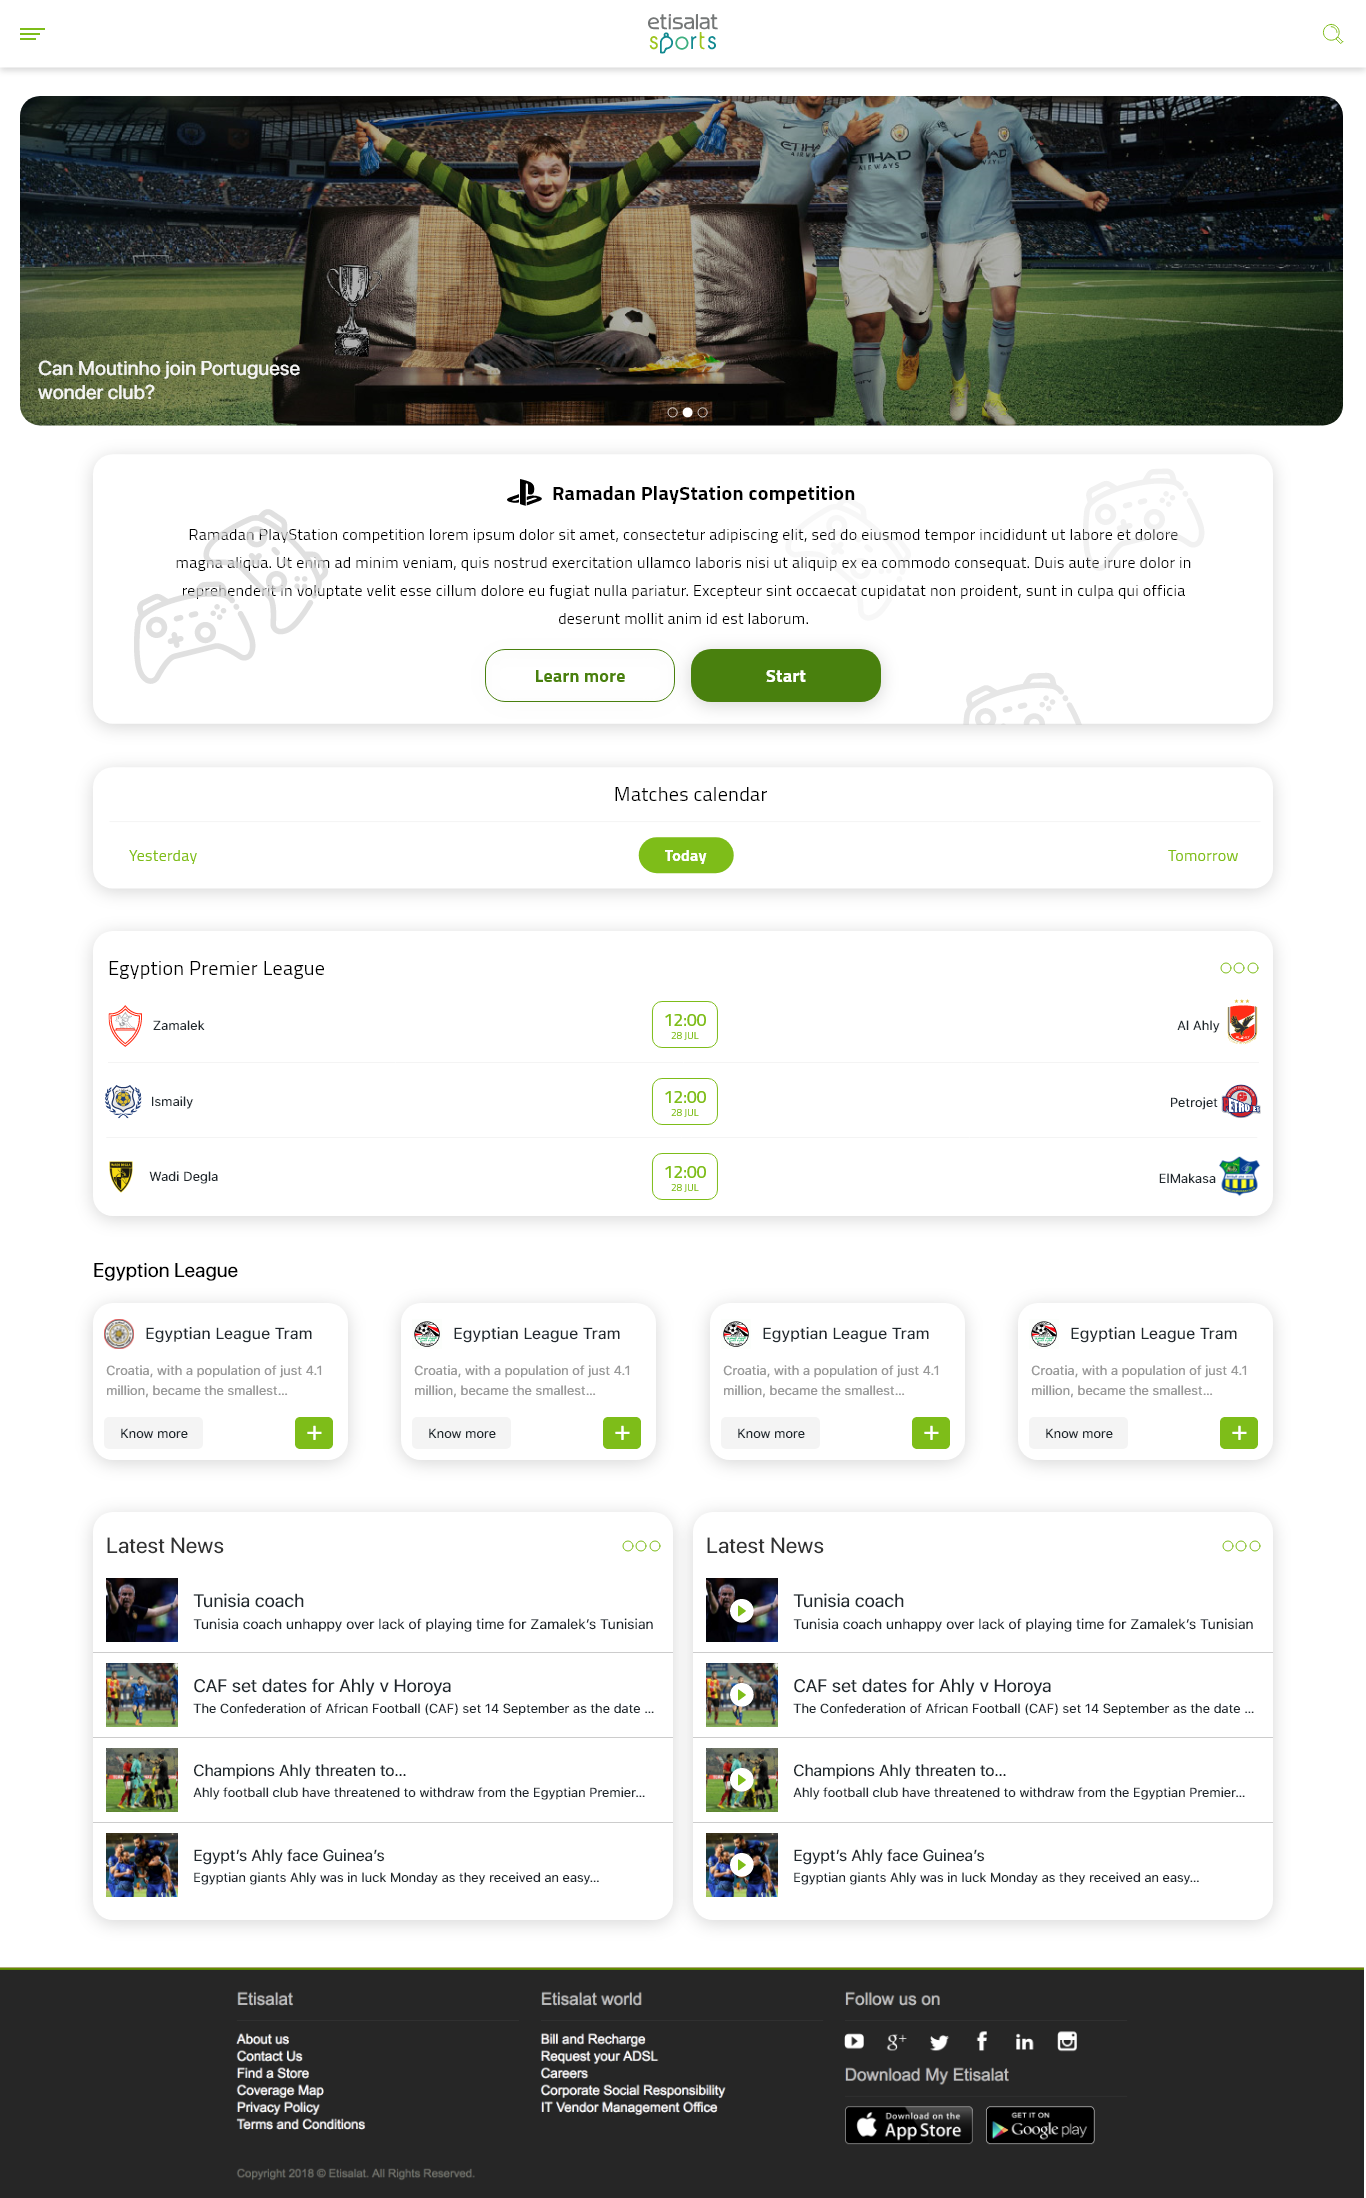 etisalat
sports
ETIHAD
AIRWAYS
ETIHAD
AIRWAYS
Can Moutinho join Portuguese
wonder club?
Ramadan PlayStation competition
Ramadan PlayStation competition lorem ipsum dolor sit amet, consectetur adipiscing elit, sed do eiusmod tempor incididunt ut labore et dolore
magna aliqua. Ut enim ad minim veniam, quis nostrud exercitation ullamco laboris nisi ut aliquip ex ea commodo consequat. Duis aute irure dolor in
reprehenderit in voluptate velit esse cillum dolore eu fugiat nulla pariatur. Excepteur sint occaecat cupidatat non proident, sunt in culpa qui officia
deserunt mollit anim id est laborum.
Learn more
Start
Matches calendar
Yesterday
Today
Tomorrow
Egyption Premier League
Zamalek
12:00
28 JUL
Al Ahly
Ismaily
12:00
28 JUL
Petrojet
Wadi Degla
12:00
28 JUL
ElMakasa
Egyption League
Egyptian League Tram
Croatia, with a population of just 4.1
million, became the smallest...
Know more
Egyptian League Tram
Croatia, with a population of just 4.1
million, became the smallest...
Know more
Egyptian League Tram
Croatia, with a population of just 4.1
million, became the smallest...
Know more
Egyptian League Tram
Croatia, with a population of just 4.1
million, became the smallest...
Know more
Latest News
Tunisia coach
Tunisia coach unhappy over lack of playing time for Zamalek’s Tunisian
CAF set dates for Ahly v Horoya
The Confederation of African Football (CAF) set 14 September as the date ...
Champions Ahly threaten to...
Ahly football club have threatened to withdraw from the Egyptian Premier...
Egypt’s Ahly face Guinea’s
Egyptian giants Ahly was in luck Monday as they received an easy...
Latest News
Tunisia coach
Tunisia coach unhappy over lack of playing time for Zamalek’s Tunisian
CAF set dates for Ahly v Horoya
The Confederation of African Football (CAF) set 14 September as the date ...
Champions Ahly threaten to...
Ahly football club have threatened to withdraw from the Egyptian Premier...
Egypt’s Ahly face Guinea’s
Egyptian giants Ahly was in luck Monday as they received an easy...
Etisalat
About us
Contact Us
Find a Store
Coverage Map
Privacy Policy
Terms and Conditions
Etisalat world
Bill and Recharge
Request your ADSL
Careers
Corporate Social Responsibility
IT Vendor Management Office
Follow us on
Download My Etisalat
Download on the
App Store
GET IT ON
Google play
Copyright 2018 © Etisalat. All Rights Reserved.